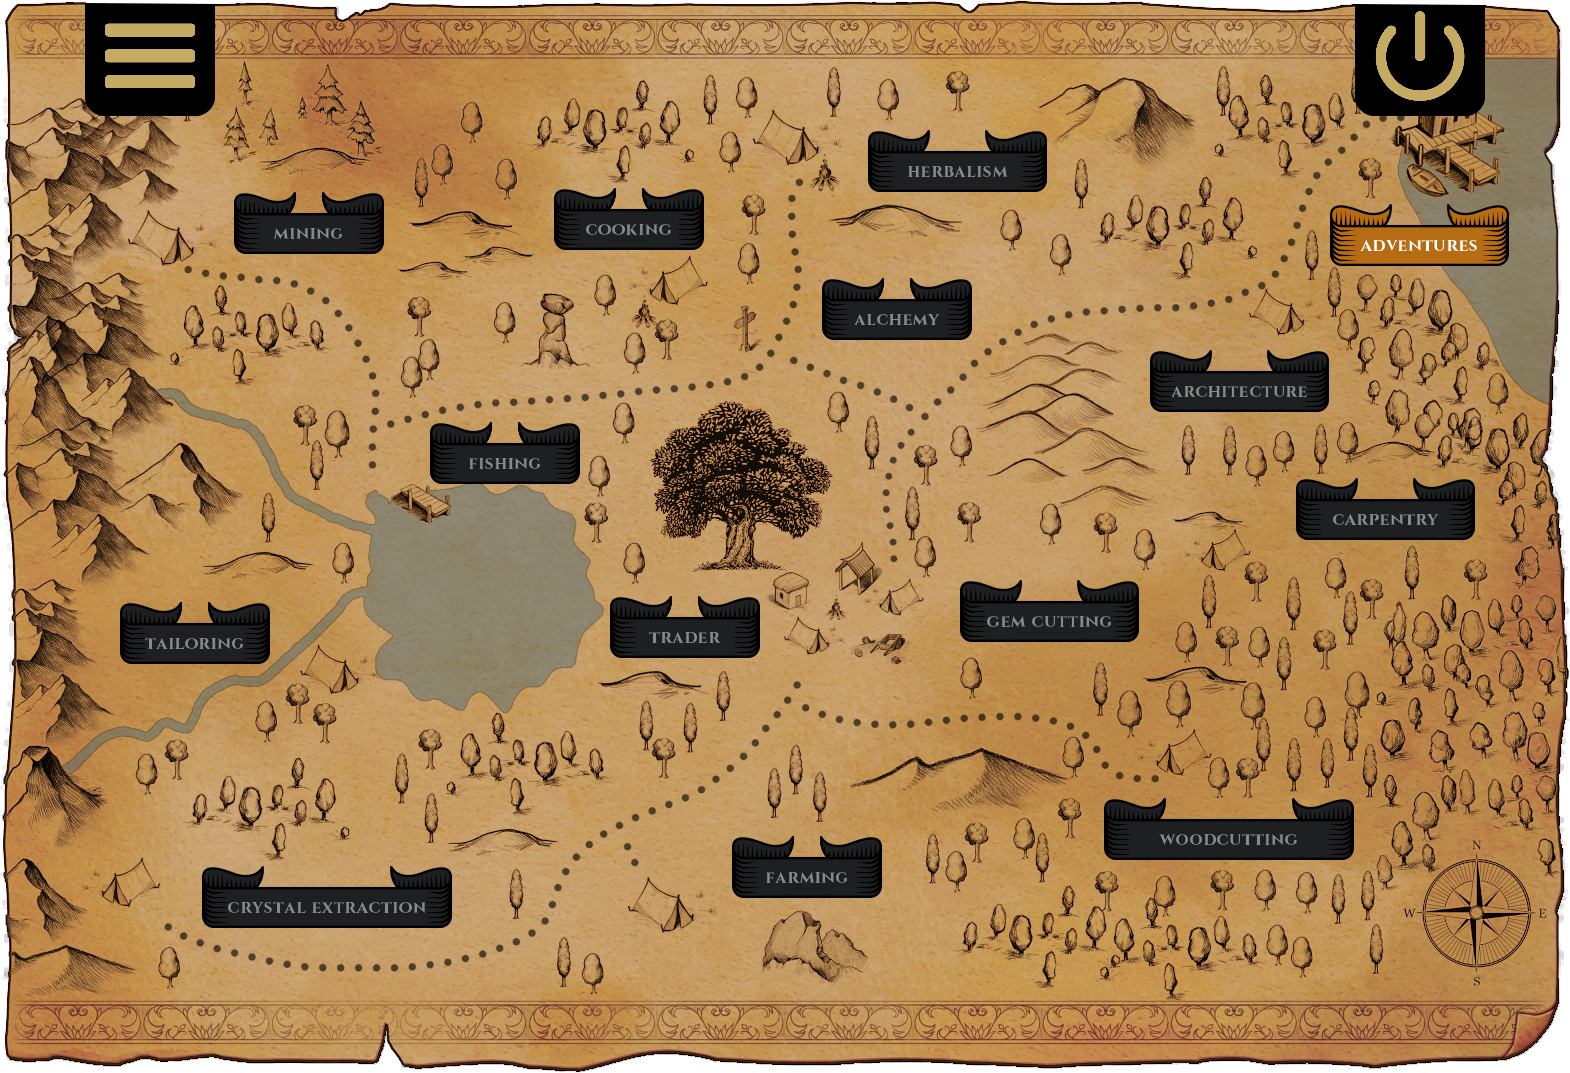 HERBALISM
MINING
COOKING
ADVENTURES
ALCHEMY
ARCHITECTURE
FISHING
CARPENTRY
TAILORING
TRADER
GEM CUTTING
WOODCUTTING
FARMING
CRYSTAL EXTRACTION
N
W
E
S